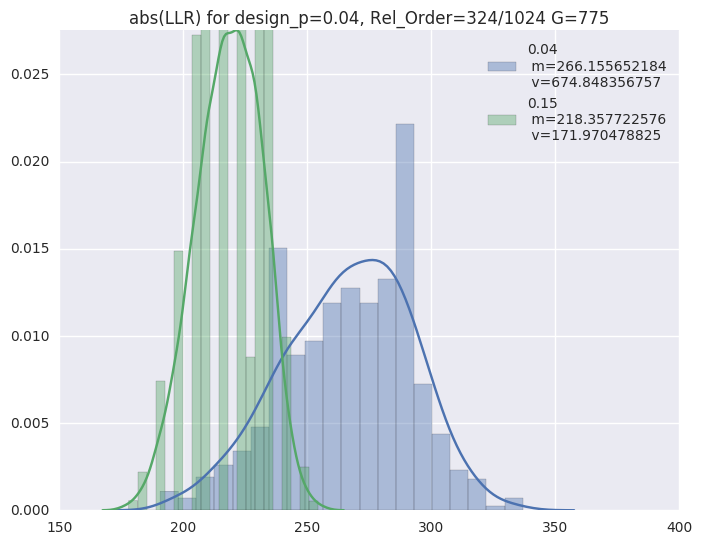 abs(LLR) for design_p=0.04, Rel_Order=324/1024 G=775
0.04
m=266.155652184
v=674.848356757
0.15
m=218.357722576
v=171.970478825
0.025
0.020
0.015
0.010
0.005
0.000
150 200 250 300 350 400